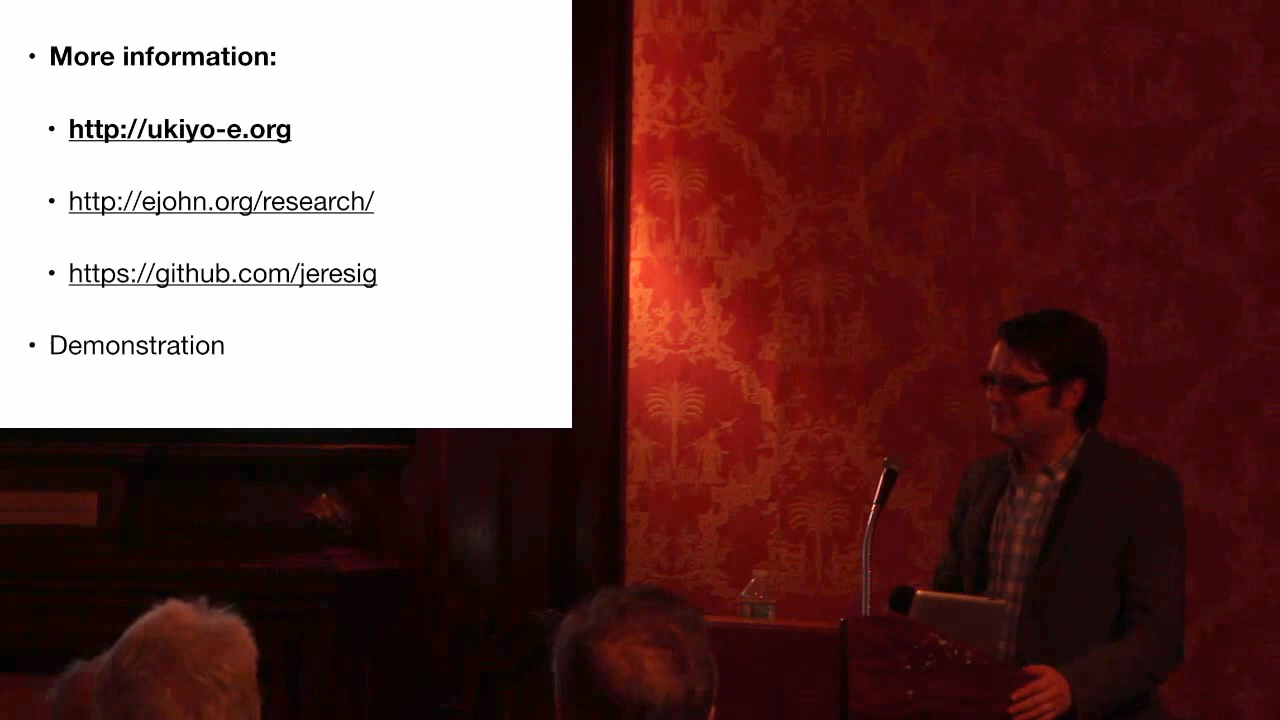 • More information:
• http://ukiyo-e.org
• http://ejohn.org/research/
• https://github.com/jeresig
• Demonstration